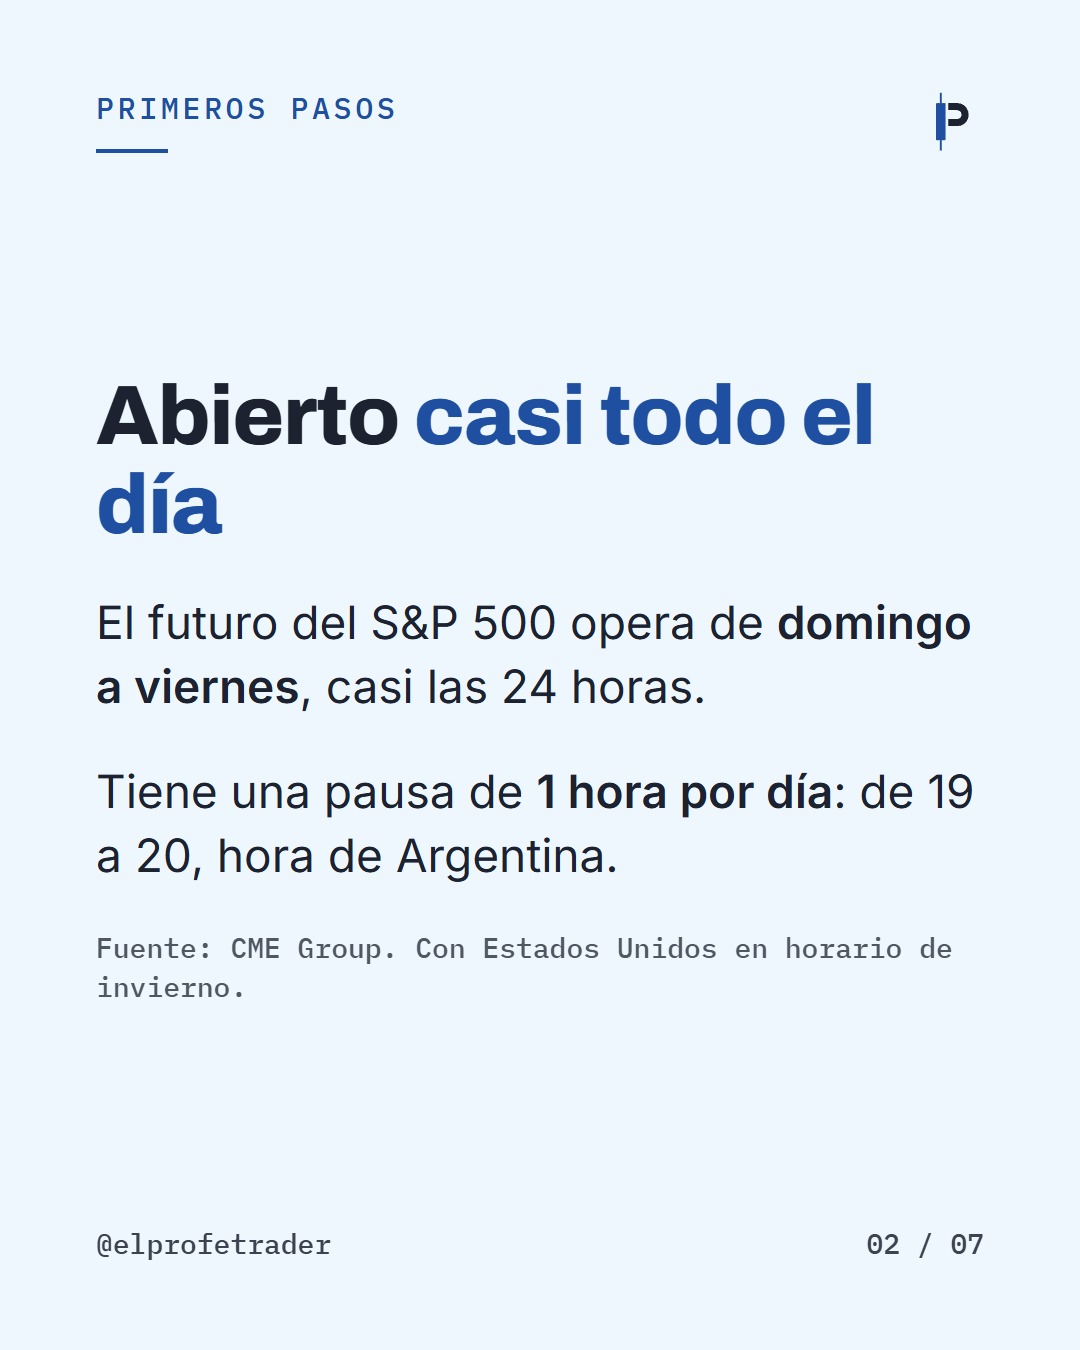 PRIMEROS PASOS
Abierto casi todo el
día
El futuro del S&P 500 opera de domingo
a viernes, casi las 24 horas.
Tiene una pausa de 1 hora por día: de 19
a 20, hora de Argentina.
Fuente: CME Group. Con Estados Unidos en horario de
invierno.
@elprofetrader
02 / 07